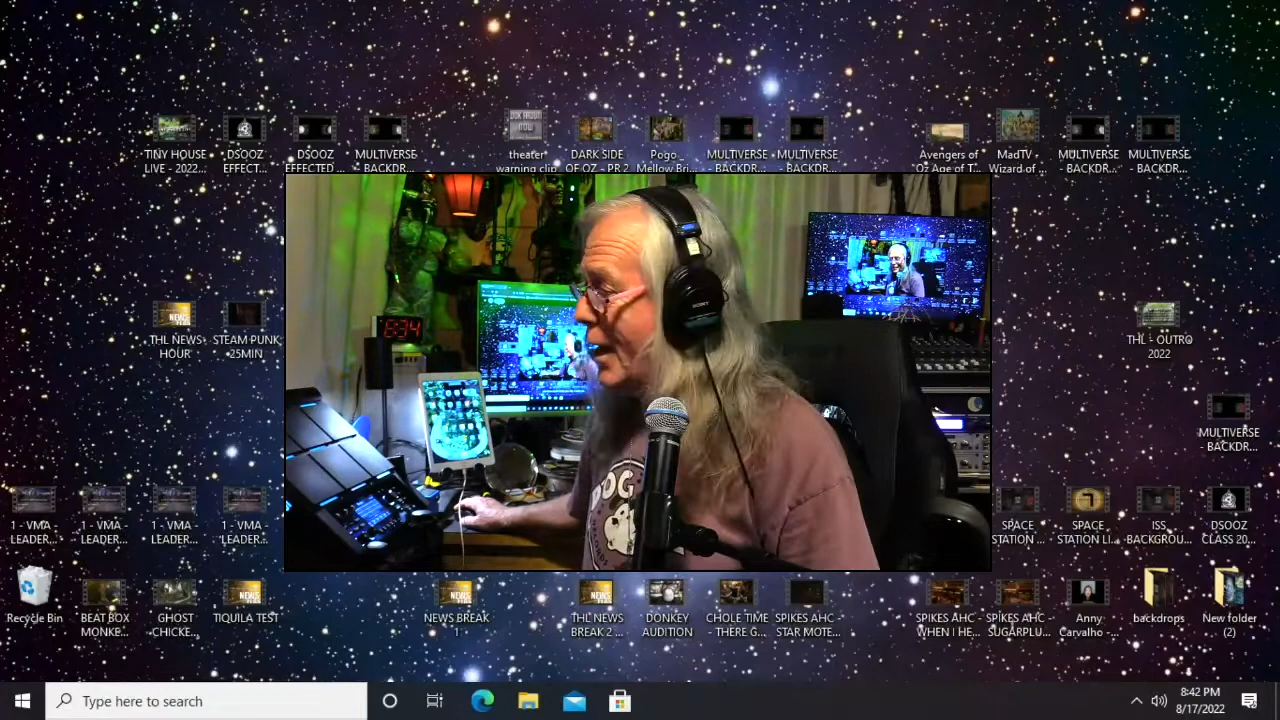 TINY HOUSE
LIVE - 2022...
DSOOZ
EFFECT...
DSOOZ
EFFECTED ...
MULTIVERSE
- BACKDR...
theater
warning clip
DARK SIDE
OF OZ - PR 2
Pogo _
Mellow Bri...
MULTIVERSE
- BACKDR...
MULTIVERSE
- BACKDR...
Avengers of
Oz Age of T...
MadTV -
Wizard of ...
MULTIVERSE
- BACKDR...
MULTIVERSE
- BACKDR...
NEWS
THL NEWS
HOUR
STEAM PUNK
25MIN
SONY
THL - OUTRO
2022
DOG
MULTIVERSE
BACKDR...
1 - VMA -
LEADER...
1 - VMA -
LEADER...
1 - VMA -
LEADER...
1 - VMA -
LEADER...
SPACE
STATION ...
SPACE
STATION LI...
ISS
BACKGROU...
DSOOZ
CLASS 20...
Recycle Bin
BEAT BOX
MONKE...
GHOST
CHICKE...
NEWS
TIQUILA TEST
NEWS
NEWS BREAK
1
NEWS
THL NEWS
BREAK 2 ...
DONKEY
AUDITION
CHOLE TIME
- THERE G...
SPIKES AHC -
STAR MOTE...
SPIKES AHC -
WHEN I HE...
SPIKES AHC -
SUGARPLU...
Anny
Carvalho -...
backdrops
New folder
(2)
Type here to search
8:42 PM
8/17/2022